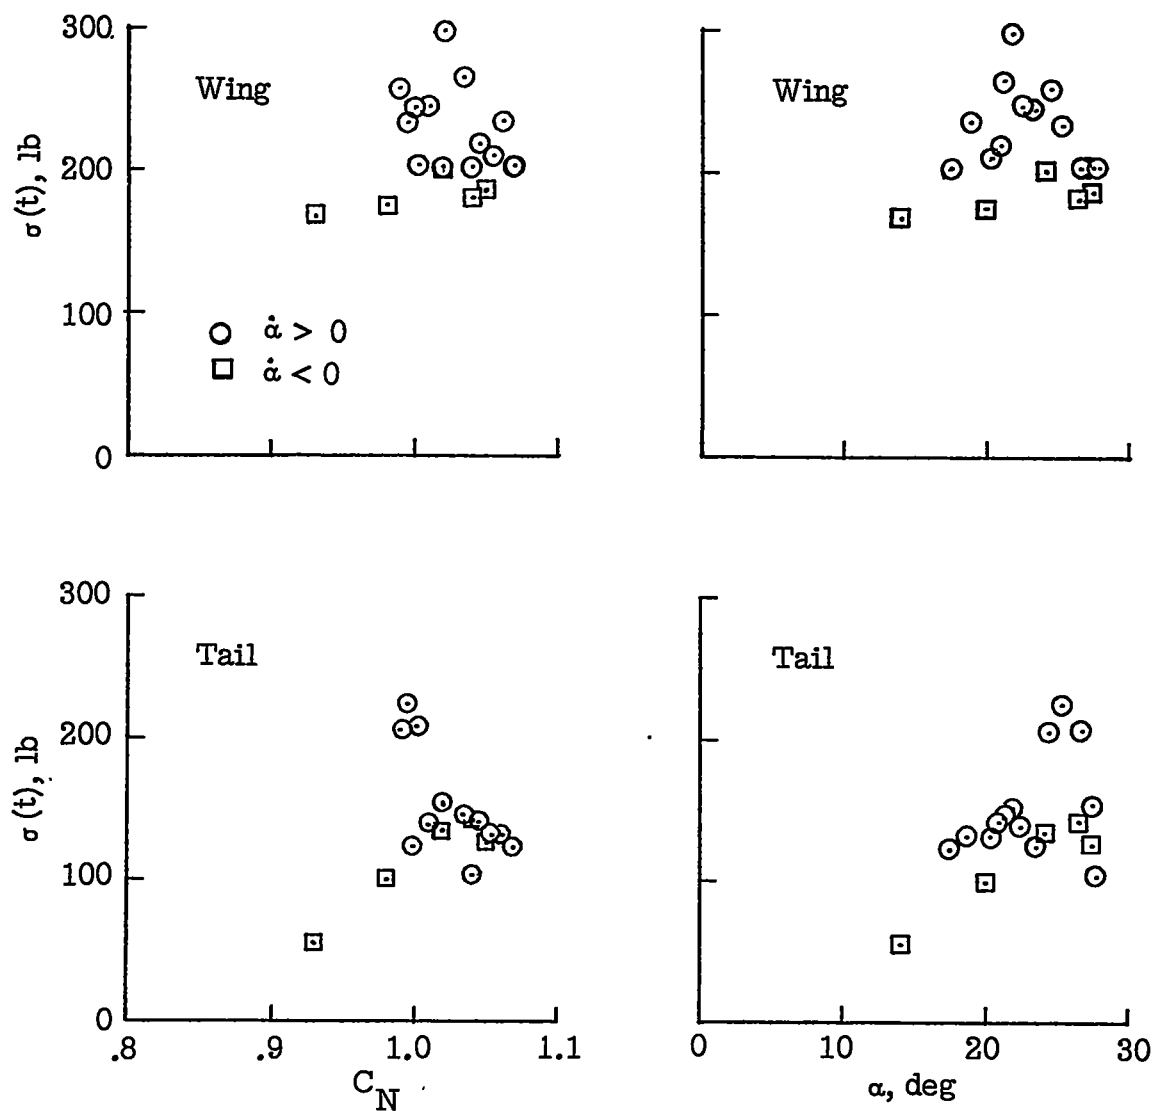 300
Wing
Wing
σ(t), lb
200
100
α̇ > 0
α̇ < 0
0
300
Tail
Tail
σ(t), lb
200
100
0
.8 .9 1.0 1.1
0 10 20 30
C_N
α, deg